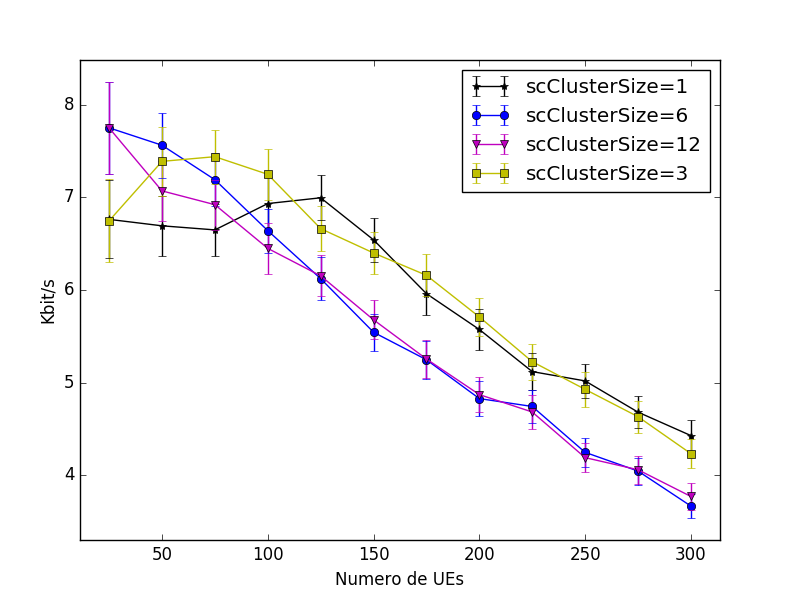 scClusterSize=1
scClusterSize=6
scClusterSize=12
scClusterSize=3
Kbit/s
8
7
6
5
4
50 100 150 200 250 300
Numero de UEs